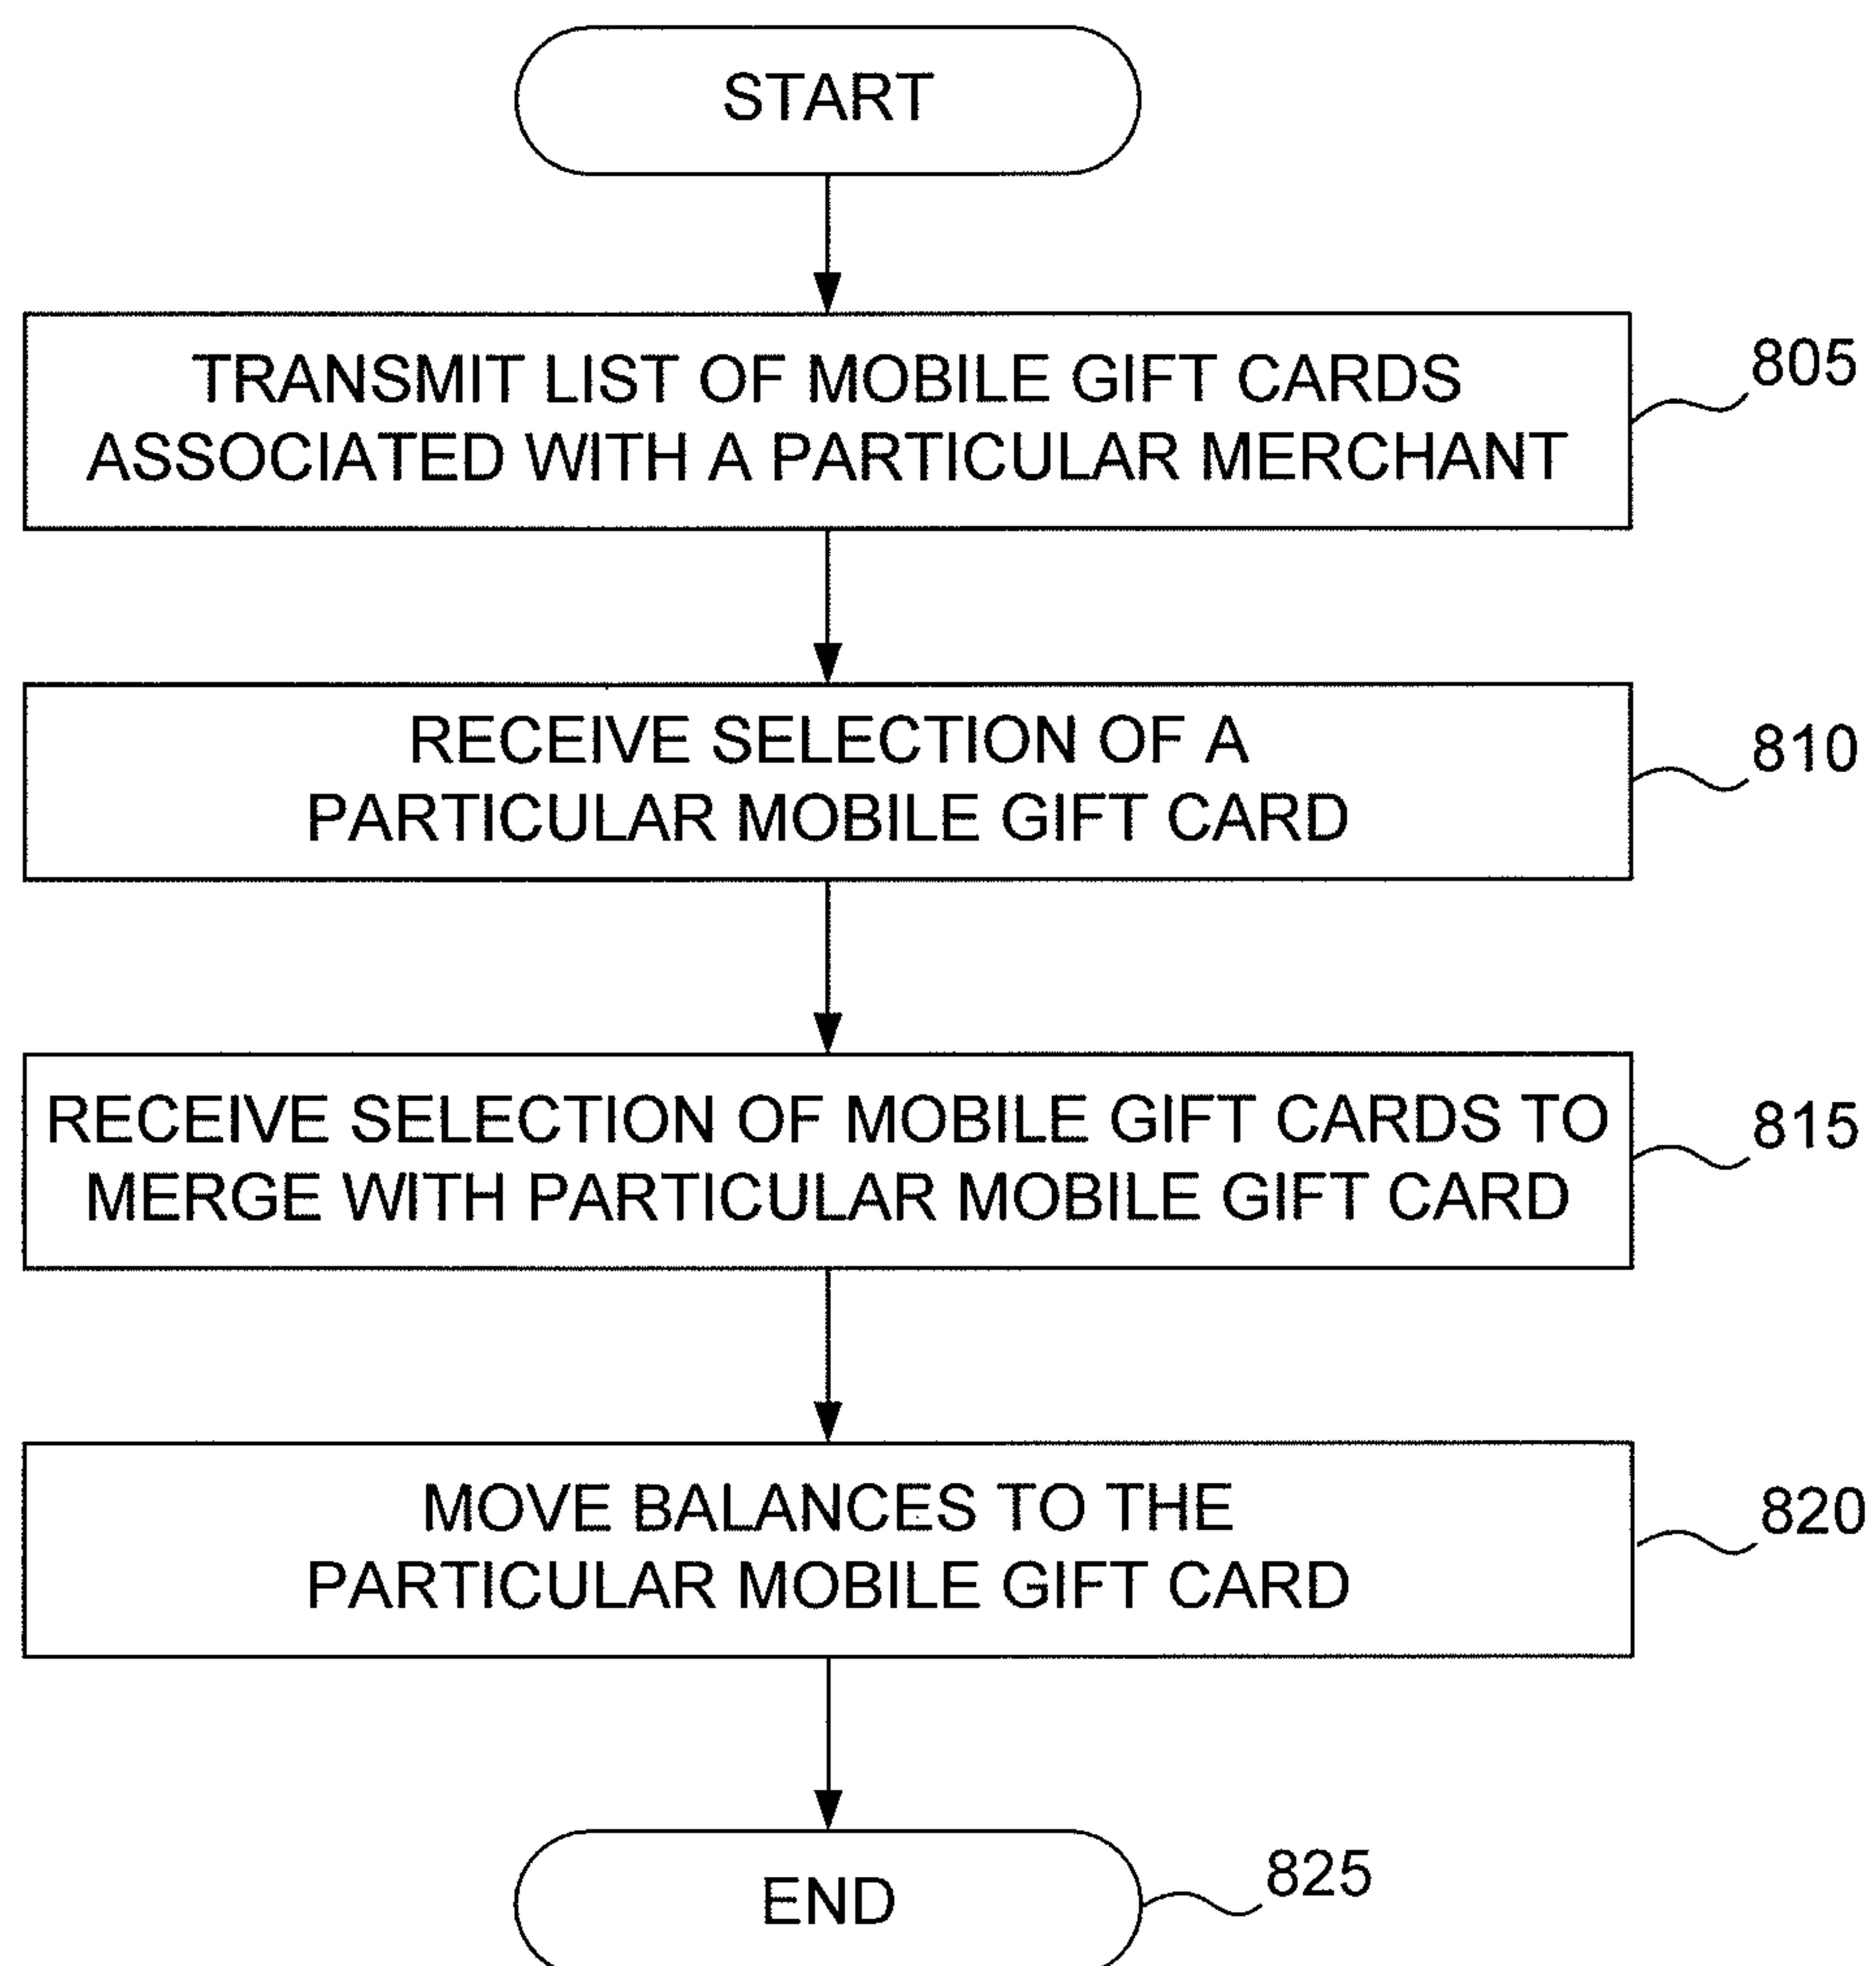 START
TRANSMIT LIST OF MOBILE GIFT CARDS
ASSOCIATED WITH A PARTICULAR MERCHANT
805
RECEIVE SELECTION OF A
PARTICULAR MOBILE GIFT CARD
810
RECEIVE SELECTION OF MOBILE GIFT CARDS TO
MERGE WITH PARTICULAR MOBILE GIFT CARD
815
MOVE BALANCES TO THE
PARTICULAR MOBILE GIFT CARD
820
END
825